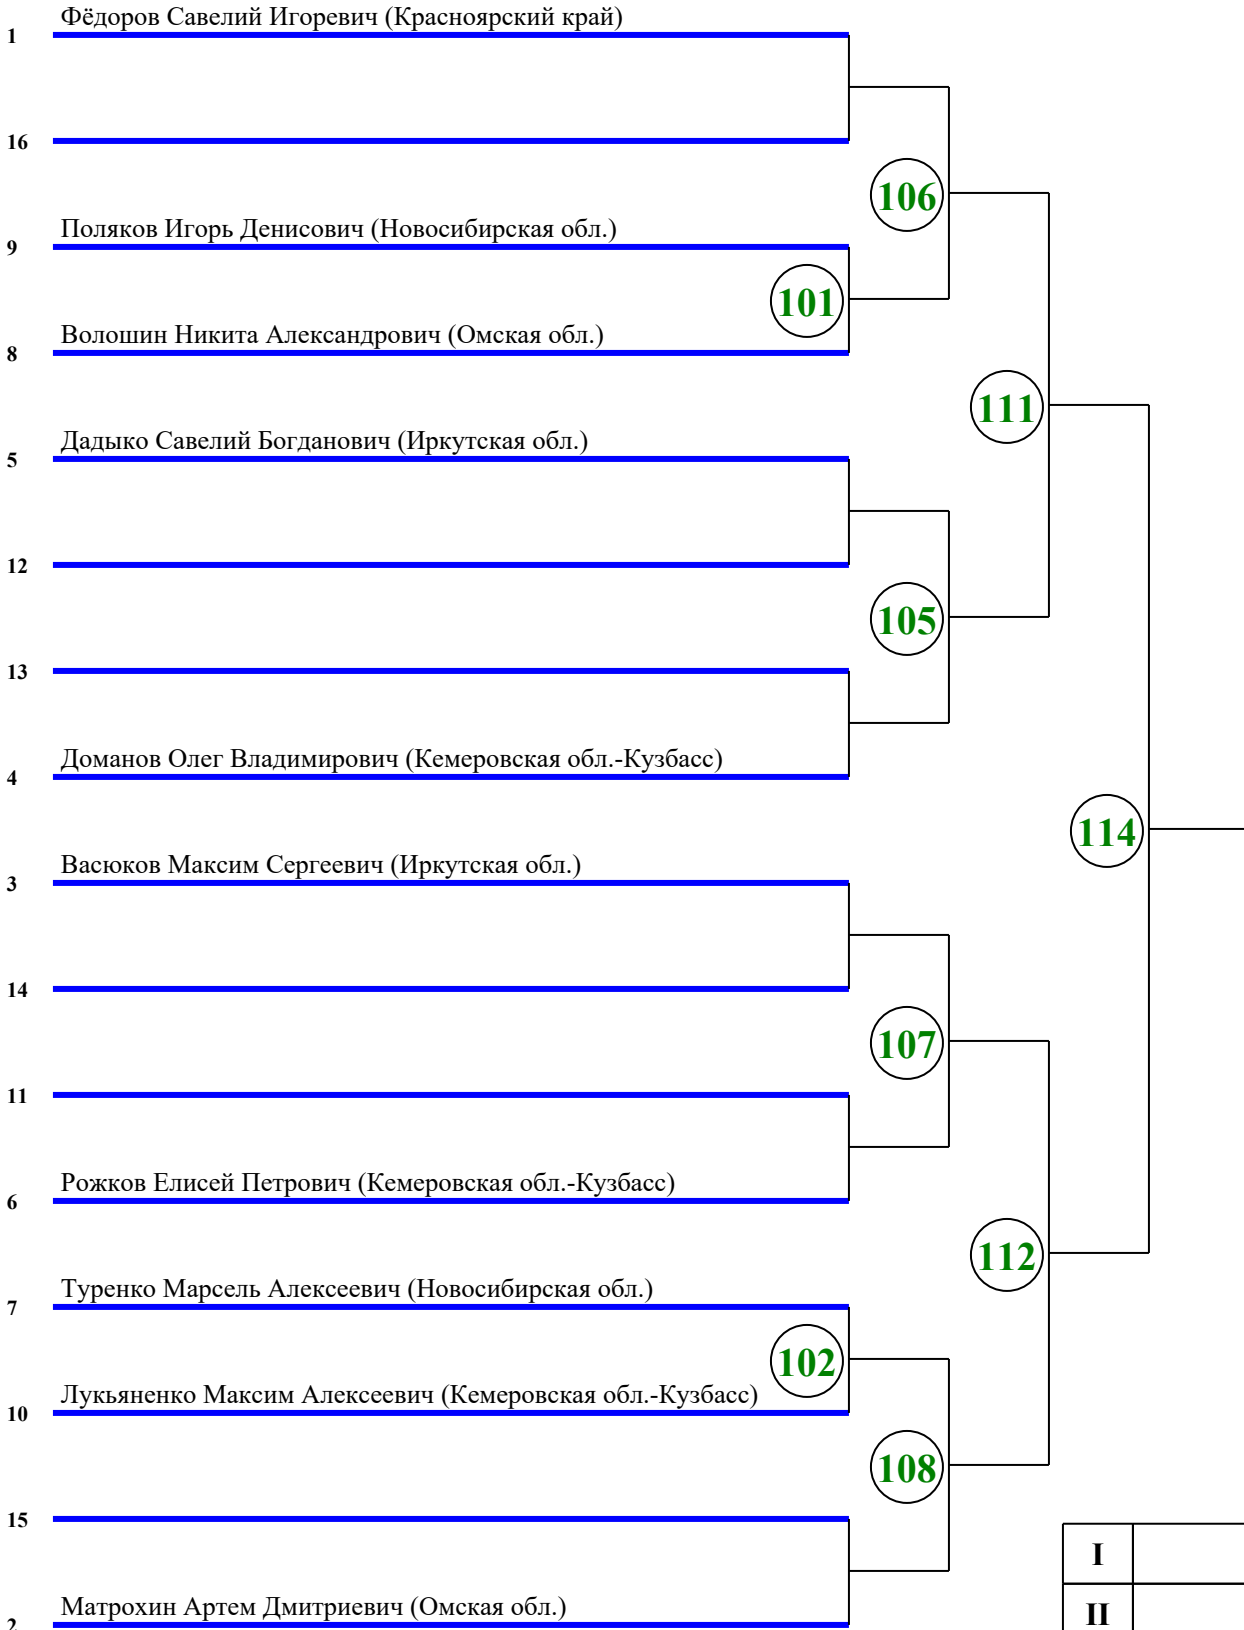 Фёдоров Савелий Игоревич (Красноярский край)
1
16
106
Поляков Игорь Денисович (Новосибирская обл.)
9
101
Волошин Никита Александрович (Омская обл.)
8
111
Дадыко Савелий Богданович (Иркутская обл.)
5
12
105
13
Доманов Олег Владимирович (Кемеровская обл.-Кузбасс)
4
114
Васюков Максим Сергеевич (Иркутская обл.)
3
14
107
11
Рожков Елисей Петрович (Кемеровская обл.-Кузбасс)
6
112
Туренко Марсель Алексеевич (Новосибирская обл.)
7
102
Лукьяненко Максим Алексеевич (Кемеровская обл.-Кузбасс)
10
108
15
I
Матрохин Артем Дмитриевич (Омская обл.)
2
II